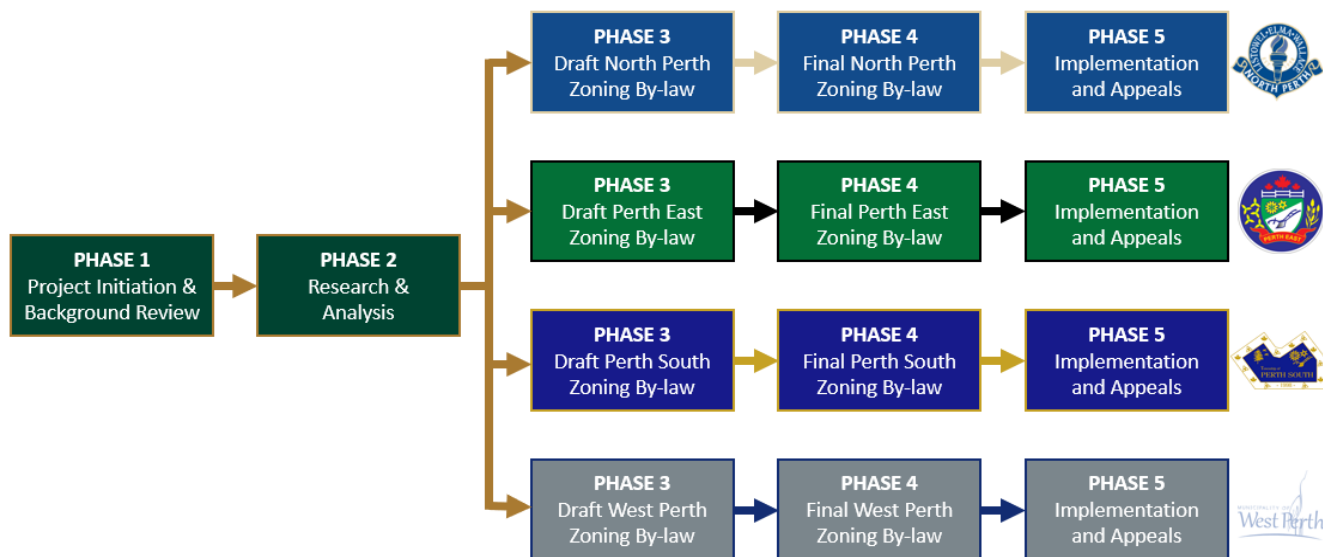 PHASE 1
Project Initiation &
Background Review
PHASE 2
Research &
Analysis
PHASE 3
Draft North Perth
Zoning By-law
PHASE 4
Final North Perth
Zoning By-law
PHASE 5
Implementation
and Appeals
LISTOWEL·ELMA·WALLACE
NORTH PERTH
PHASE 3
Draft Perth East
Zoning By-law
PHASE 4
Final Perth East
Zoning By-law
PHASE 5
Implementation
and Appeals
PERTH EAST
PHASE 3
Draft Perth South
Zoning By-law
PHASE 4
Final Perth South
Zoning By-law
PHASE 5
Implementation
and Appeals
PERTH SOUTH
PHASE 3
Draft West Perth
Zoning By-law
PHASE 4
Final West Perth
Zoning By-law
PHASE 5
Implementation
and Appeals
MUNICIPALITY OF
West Perth